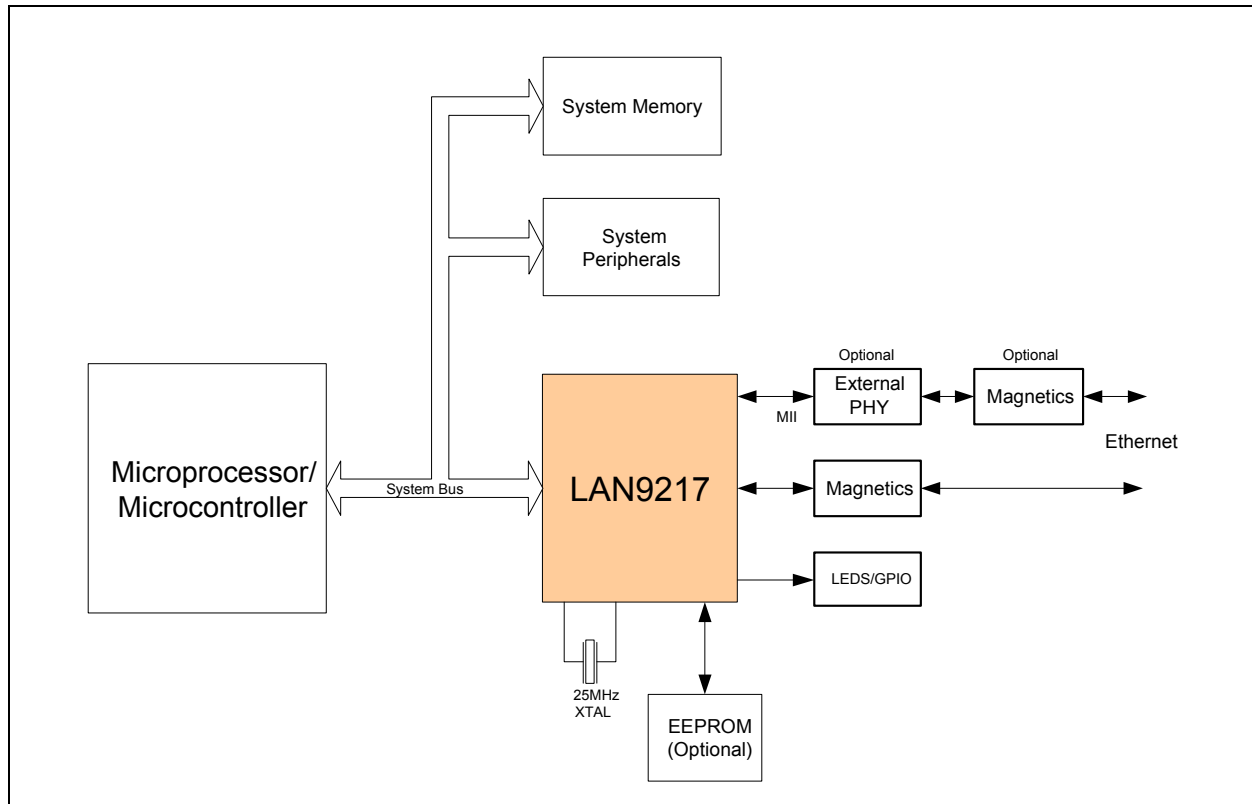 System Memory
System
Peripherals
Optional
Optional
External
PHY
Magnetics
MII
Ethernet
Microprocessor/
Microcontroller
System Bus
LAN9217
Magnetics
LEDS/GPIO
25MHz
XTAL
EEPROM
(Optional)